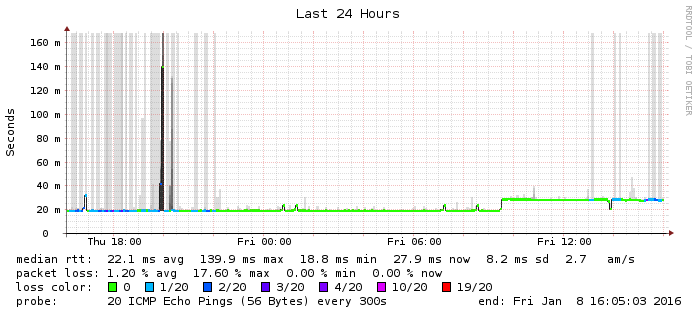 Last 24 Hours
RRDTOOL / TOBI OETIKER
Seconds
160 m
140 m
120 m
100 m
80 m
60 m
40 m
20 m
0
Thu 18:00 Fri 00:00 Fri 06:00 Fri 12:00
median rtt: 22.1 ms avg 139.9 ms max 18.8 ms min 27.9 ms now 8.2 ms sd 2.7 am/s
packet loss: 1.20 % avg 17.60 % max 0.00 % min 0.00 % now
loss color: 0 1/20 2/20 3/20 4/20 10/20 19/20
probe: 20 ICMP Echo Pings (56 Bytes) every 300s end: Fri Jan 8 16:05:03 2016